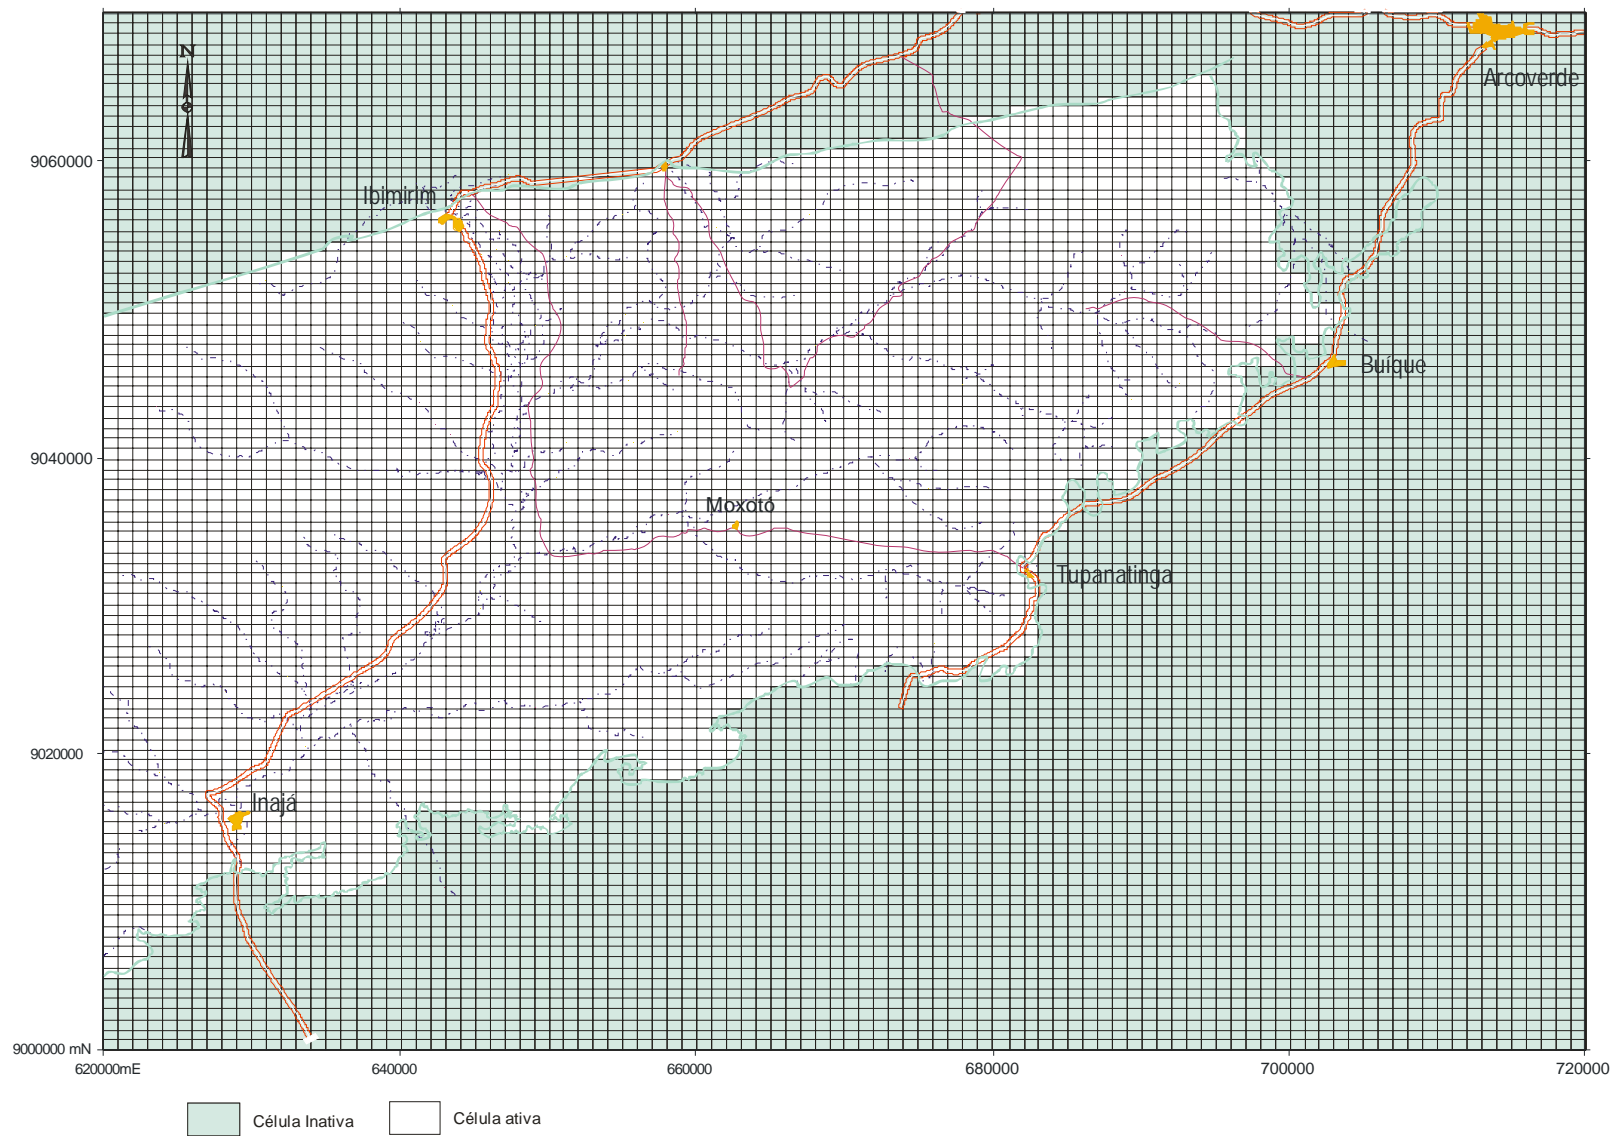 N
Arcoverde
9060000
Ibimirim
Buíque
9040000
Moxotó
Tupanatinga
9020000
Inajá
9000000 mN
620000mE
640000
660000
680000
700000
720000
Célula Inativa
Célula ativa